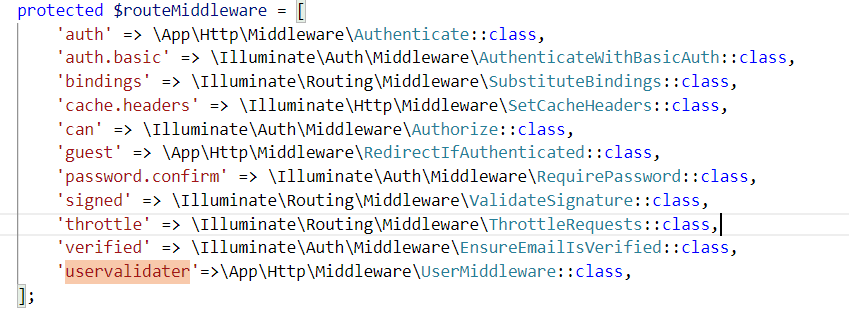 protected $routeMiddleware = [
'auth' => \App\Http\Middleware\Authenticate::class,
'auth.basic' => \Illuminate\Auth\Middleware\AuthenticateWithBasicAuth::class,
'bindings' => \Illuminate\Routing\Middleware\SubstituteBindings::class,
'cache.headers' => \Illuminate\Http\Middleware\SetCacheHeaders::class,
'can' => \Illuminate\Auth\Middleware\Authorize::class,
'guest' => \App\Http\Middleware\RedirectIfAuthenticated::class,
'password.confirm' => \Illuminate\Auth\Middleware\RequirePassword::class,
'signed' => \Illuminate\Routing\Middleware\ValidateSignature::class,
'throttle' => \Illuminate\Routing\Middleware\ThrottleRequests::class,
'verified' => \Illuminate\Auth\Middleware\EnsureEmailIsVerified::class,
'uservalidater'=>\App\Http\Middleware\UserMiddleware::class,
];